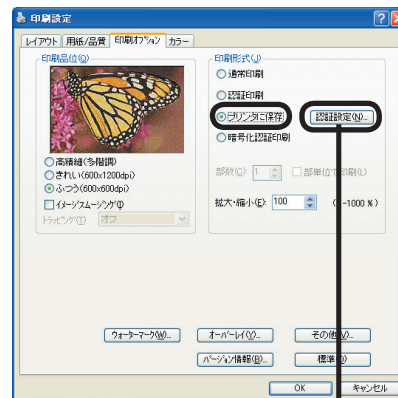 印刷設定
レイアウト 用紙/品質 印刷オプション カラー
印刷品位(Q)
高精細(多階調)
きれい(600x1200dpi)
ふつう(600x600dpi)
イメージスムージング(I)
トラッピング(T) オフ
印刷形式(J)
通常印刷
認証印刷
プリンタに保存
認証設定(N)...
暗号化認証印刷
部数(C): 1 部単位で印刷(L)
拡大・縮小(E): 100 -1000 %)
ウォーターマーク(W)... オーバーレイ(Y)... その他
バージョン情報(B)... 標準
OK キャンセル